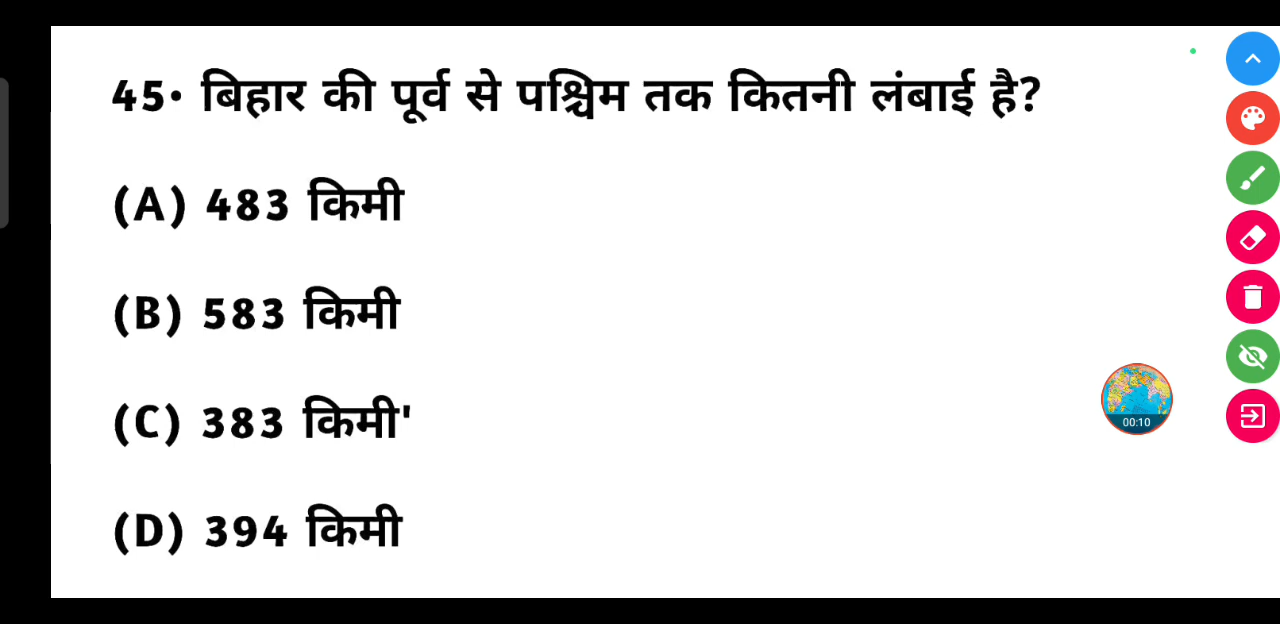 45• बिहार की पूर्व से पश्चिम तक कितनी लंबाई है?
(A) 483 किमी
(B) 583 किमी
(C) 383 किमी'
(D) 394 किमी
00:10